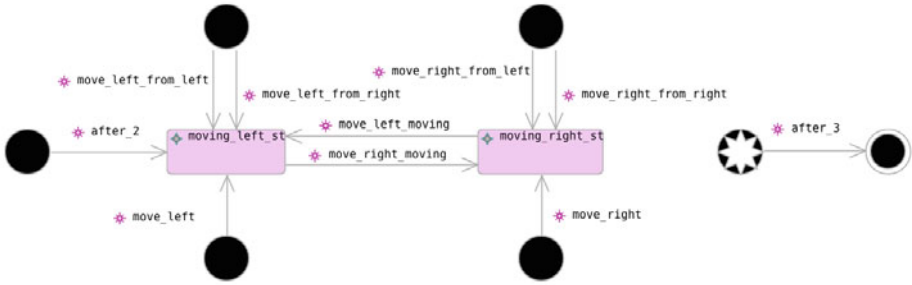 move_left_from_left
move_right_from_left
move_left_from_right
move_right_from_right
after_2
moving_left_st
move_left_moving
moving_right_st
after_3
move_right_moving
move_left
move_right